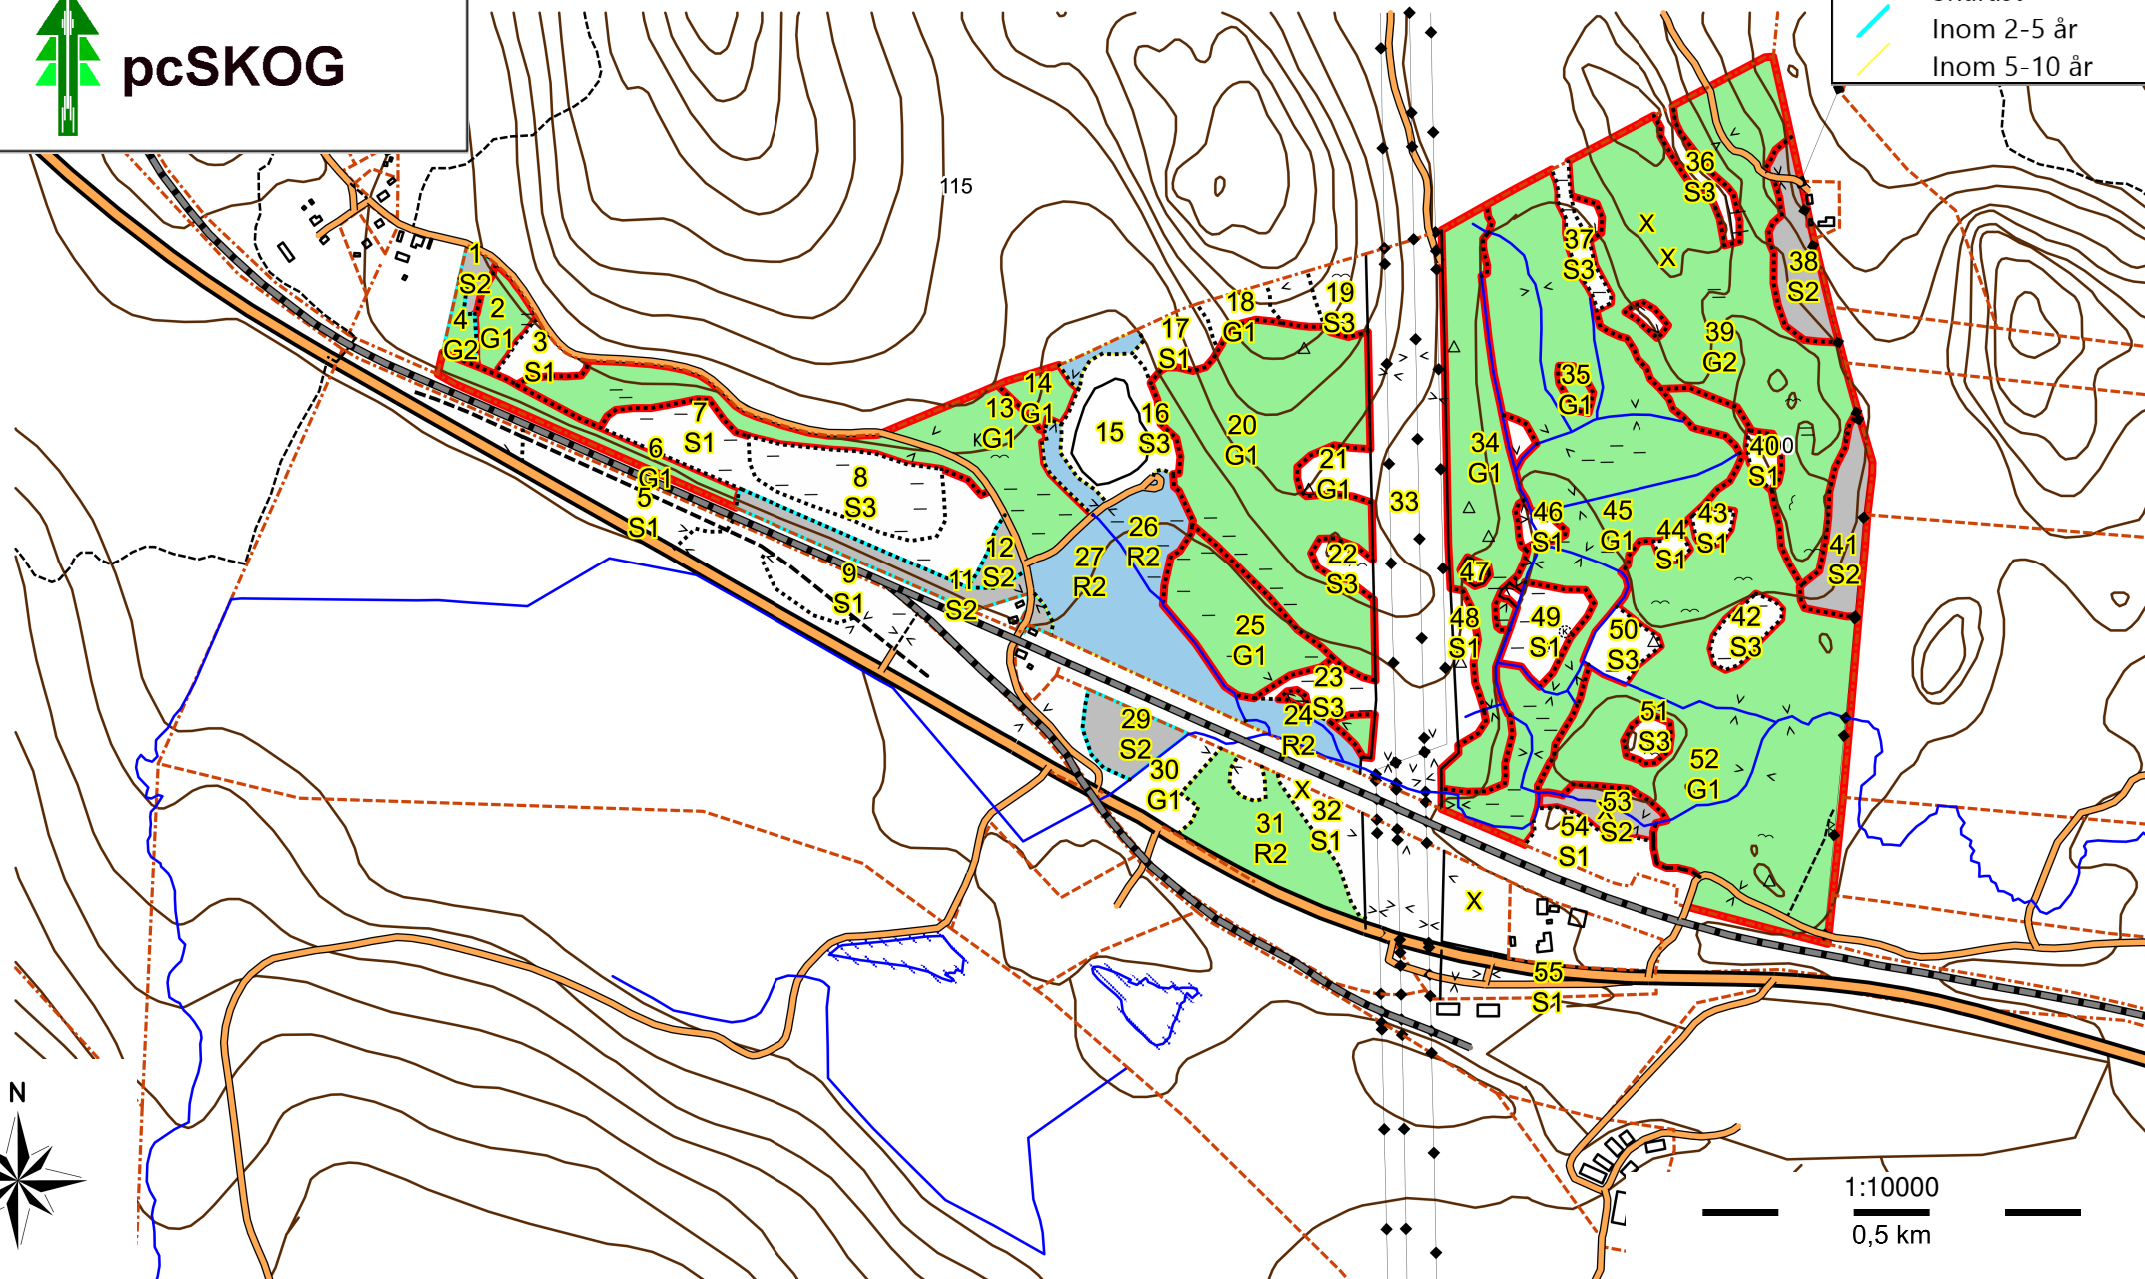 Inom 2-5 år
Inom 5-10 år
pcSKOG
115
1
S2
2
G1
3
S1
4
G2
5
S1
6
G1
7
S1
8
S3
9
S1
11
S2
12
S2
13
G1
K
14
G1
15
16
S3
17
S1
18
G1
19
S3
20
G1
21
G1
22
S3
23
S3
24
R2
25
G1
26
R2
27
R2
29
S2
30
G1
31
R2
32
S1
X
33
34
G1
35
G1
36
S3
37
S3
X
X
38
S2
39
G2
40
S1
41
S2
42
S3
43
S1
44
S1
45
G1
46
S1
47
48
S1
49
S1
50
S3
51
S3
52
G1
53
S2
54
S1
X
55
S1
N
1:10000
0,5 km